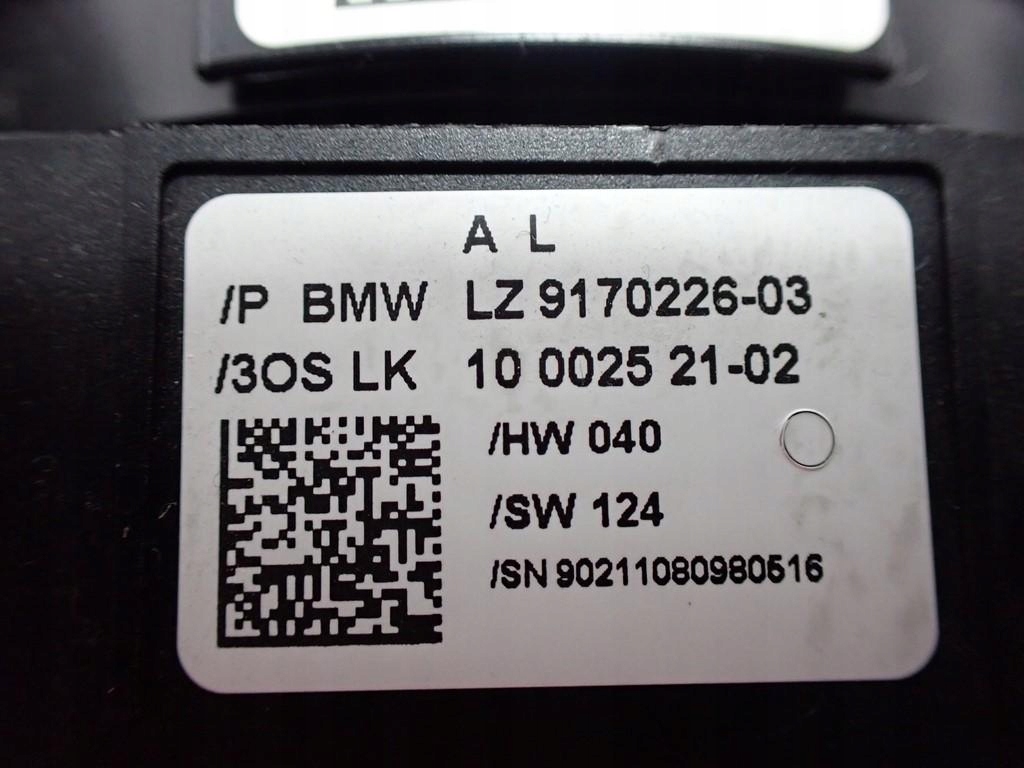 A L
/P BMW LZ 9170226-03
/3OS LK 10 0025 21-02
/HW 040
/SW 124
/SN 90211080980516